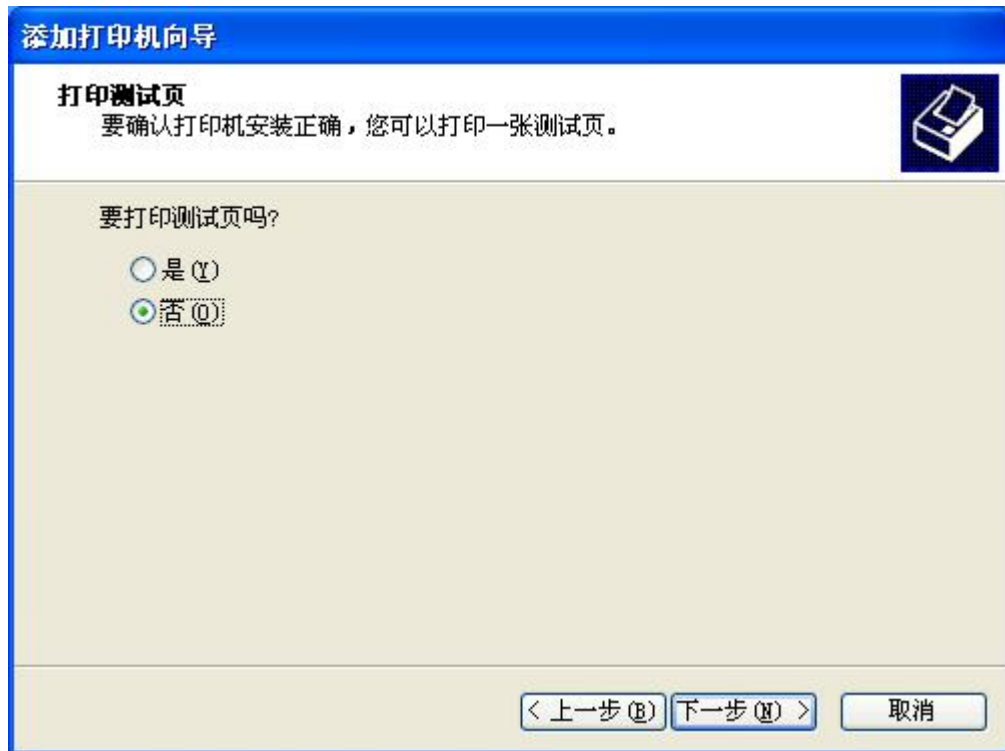 添加打印机向导
打印测试页
要确认打印机安装正确，您可以打印一张测试页。
要打印测试页吗?
是(Y)
否(O)
< 上一步(B) 下一步(N) > 取消